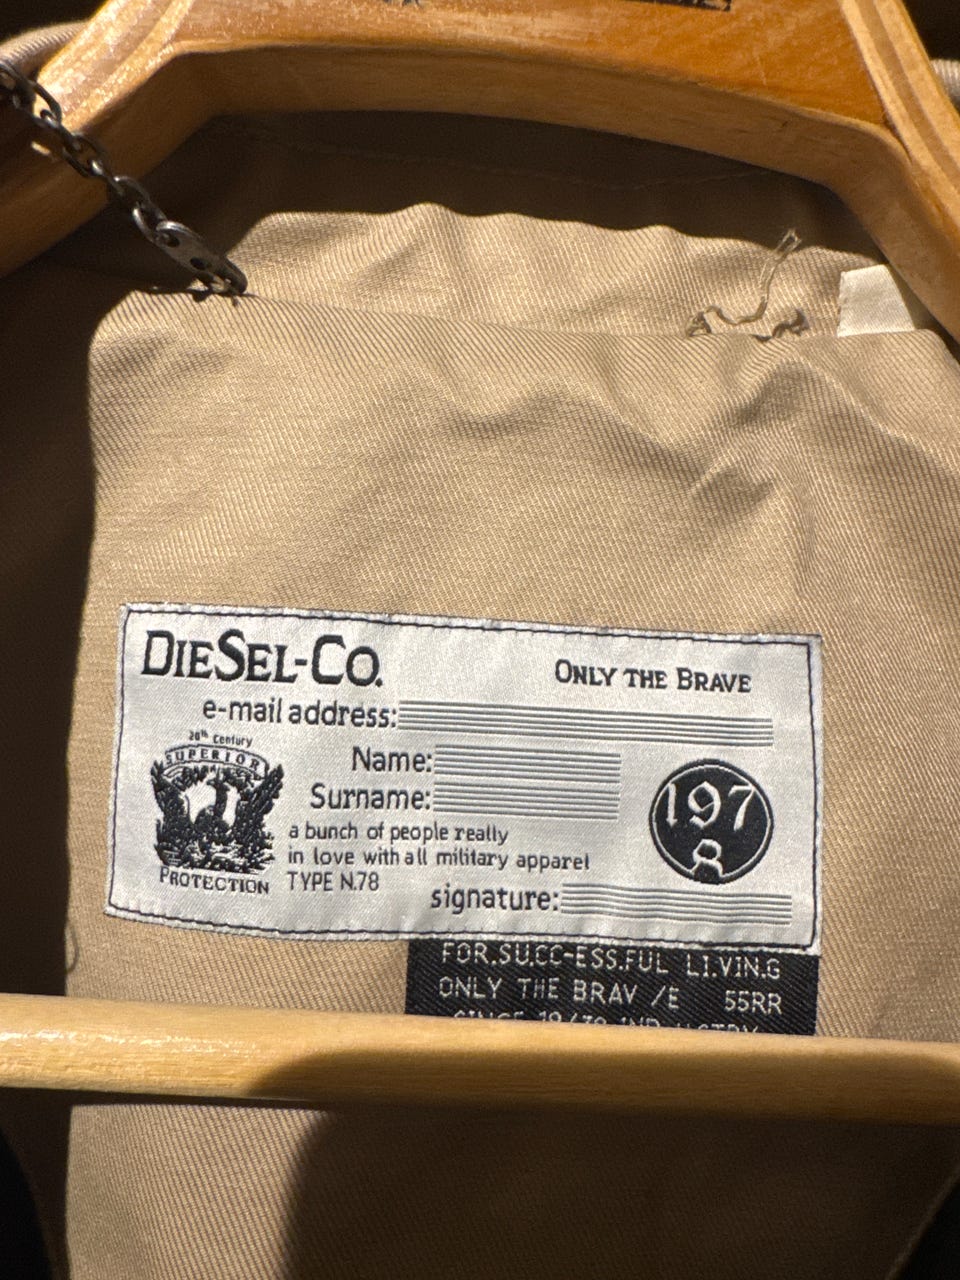 DIESEL-CO.
ONLY THE BRAVE
e-mail address:
20th Century
SUPERIOR
Name:
Surname:
197
8
a bunch of people really
in love with all military apparel
PROTECTION
TYPE N.78
signature:
FOR.SU.CC-ESS.FUL LI.VIN.G
ONLY THE BRAV /E 55RR